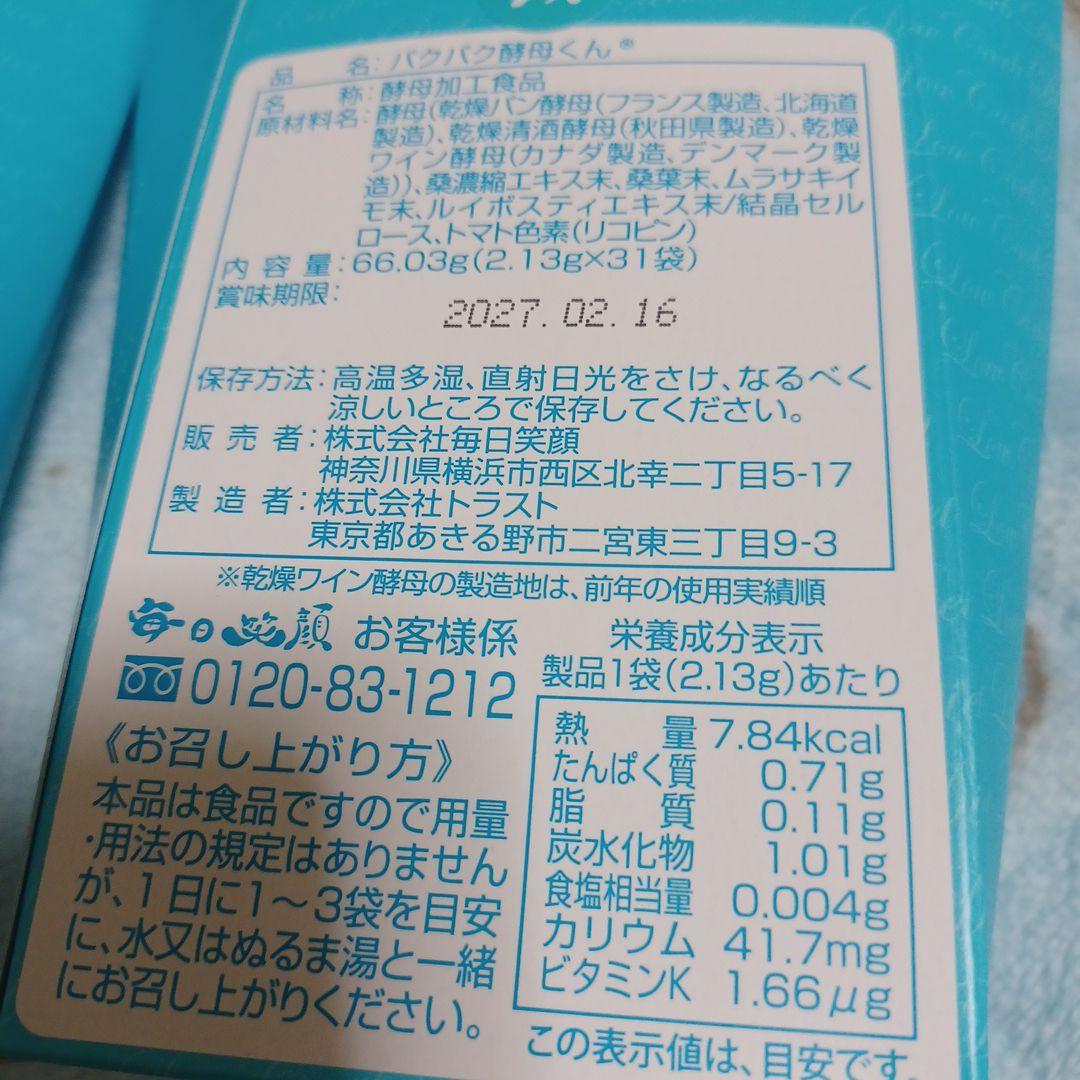 品名:パクパク酵母くん®
名称:酵母加工食品
原材料名:酵母(乾燥パン酵母(フランス製造、北海道
製造)、乾燥清酒酵母(秋田県製造)、乾燥
ワイン酵母(カナダ製造、デンマーク製
造))、桑濃縮エキス末、桑葉末、ムラサキイ
モ末、ルイボスティエキス末/結晶セル
ロース、トマト色素(リコピン)
内容量:66.03g(2.13g×31袋)
賞味期限:
2027.02.16
保存方法:高温多湿、直射日光をさけ、なるべく
涼しいところで保存してください。
販売者:株式会社毎日笑顔
神奈川県横浜市西区北幸二丁目5-17
製造者:株式会社トラスト
東京都あきる野市二宮東三丁目9-3
※乾燥ワイン酵母の製造地は、前年の使用実績順
毎日笑顔 お客様係
0120-83-1212
《お召し上がり方》
本品は食品ですので用量
・用法の規定はありません
が、1日に1~3袋を目安
に、水又はぬるま湯と一緒
にお召し上がりください。
栄養成分表示
製品1袋(2.13g)あたり
熱量 7.84kcal
たんぱく質 0.71g
脂質 0.11g
炭水化物 1.01g
食塩相当量 0.004g
カリウム 41.7mg
ビタミンK 1.66μg
この表示値は、目安です。